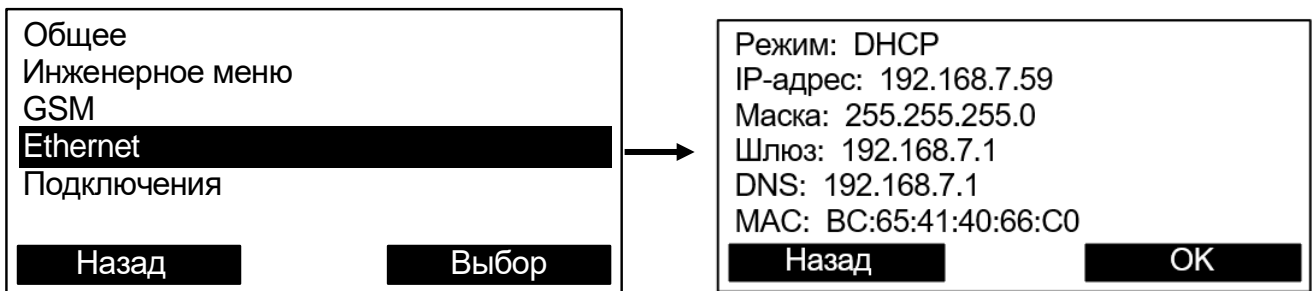 Общее
Инженерное меню
GSM
Ethernet
Подключения
Назад
Выбор
Режим: DHCP
IP-адрес: 192.168.7.59
Маска: 255.255.255.0
Шлюз: 192.168.7.1
DNS: 192.168.7.1
MAC: BC:65:41:40:66:C0
Назад
OK